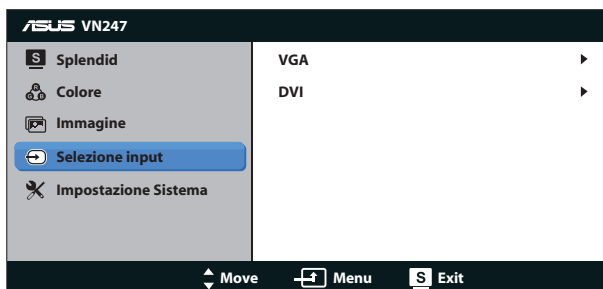 ASUS VN247
S Splendid
Colore
Immagine
Selezione input
Impostazione Sistema
VGA
DVI
Move Menu S Exit